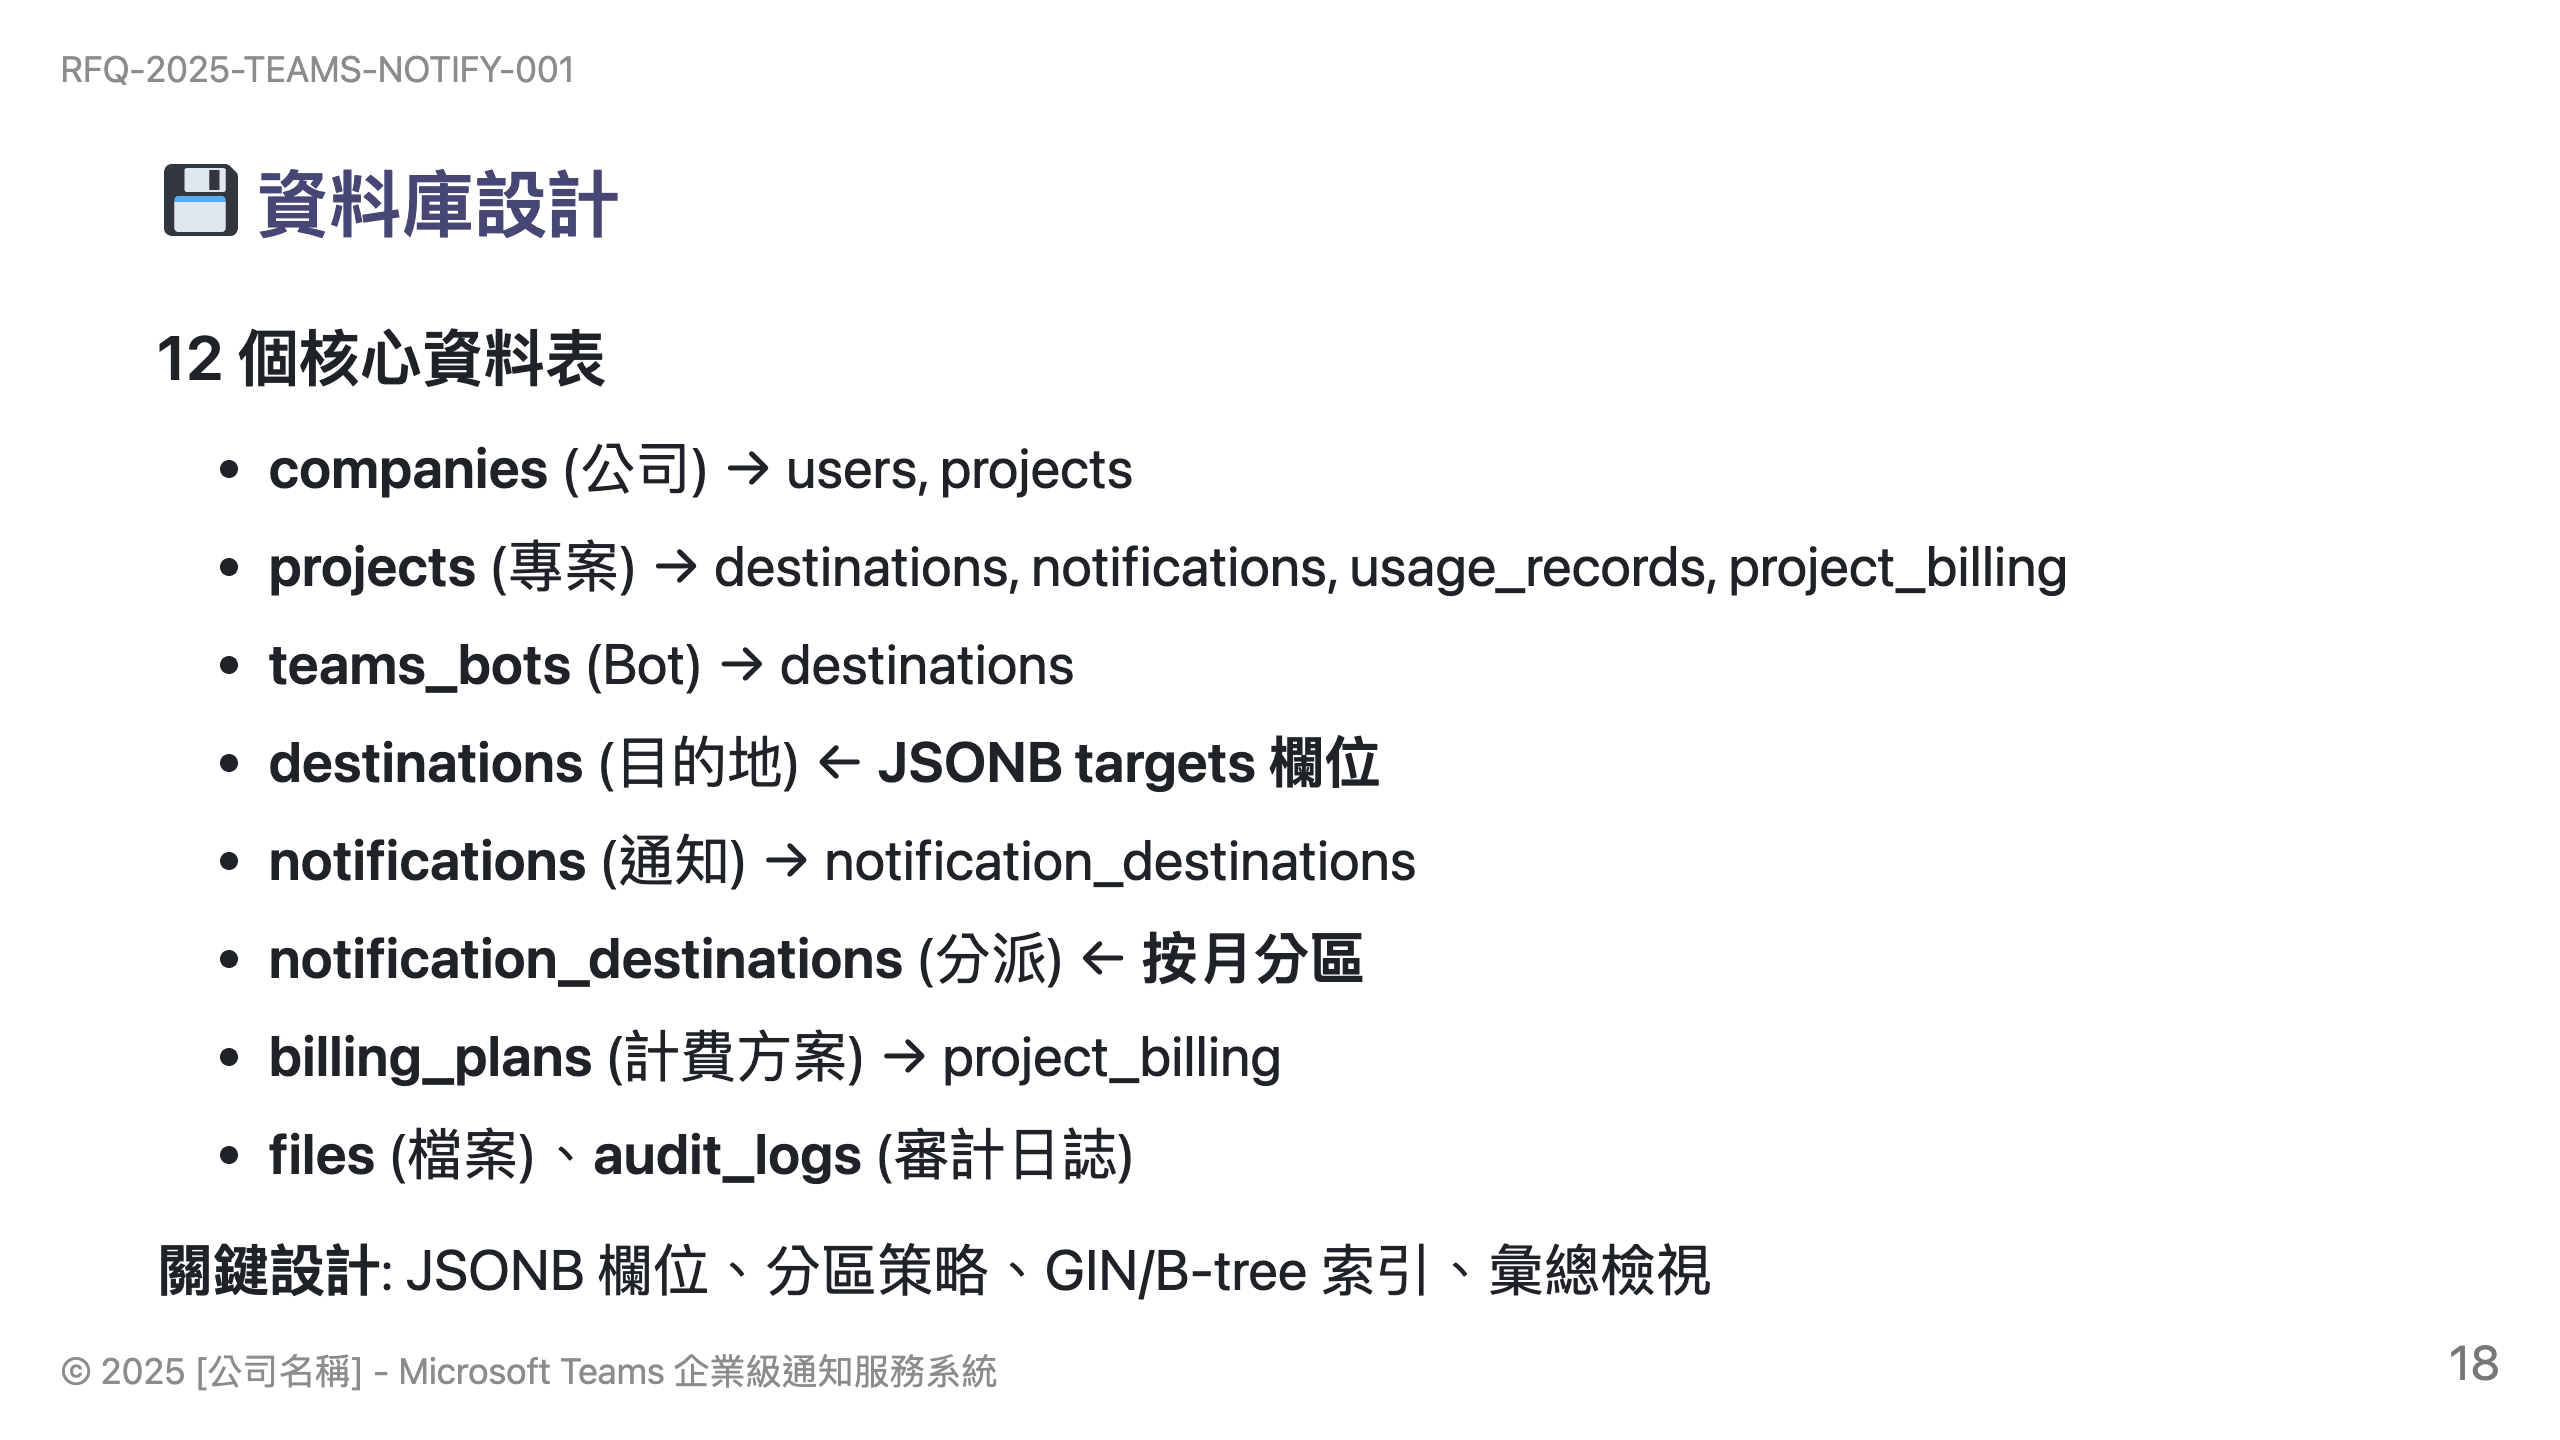 RFQ-2025-TEAMS-NOTIFY-001
💾 資料庫設計
12 個核心資料表
• companies (公司) → users, projects
• projects (專案) → destinations, notifications, usage_records, project_billing
• teams_bots (Bot) → destinations
• destinations (目的地) ← JSONB targets 欄位
• notifications (通知) → notification_destinations
• notification_destinations (分派) ← 按月分區
• billing_plans (計費方案) → project_billing
• files (檔案)、audit_logs (審計日誌)
關鍵設計: JSONB 欄位、分區策略、GIN/B-tree 索引、彙總檢視
© 2025 [公司名稱] - Microsoft Teams 企業級通知服務系統
18